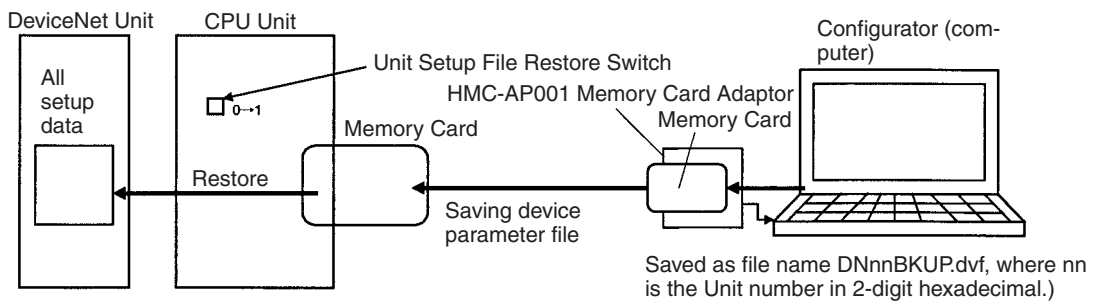 DeviceNet Unit
CPU Unit
Configurator (com-
puter)
All
setup
data
Unit Setup File Restore Switch
0→1
HMC-AP001 Memory Card Adaptor
Memory Card
Memory Card
Restore
Saving device
parameter file
Saved as file name DNnnBKUP.dvf, where nn
is the Unit number in 2-digit hexadecimal.)